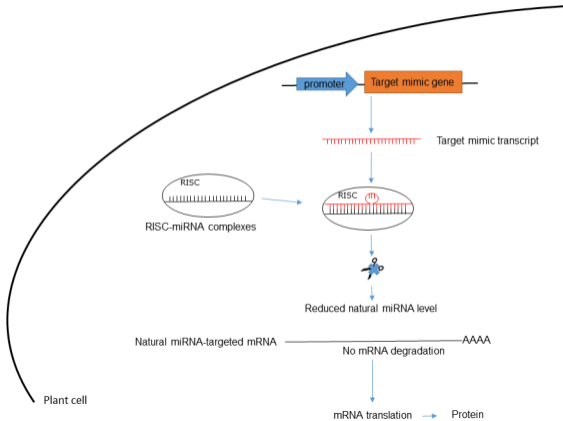 promoter
Target mimic gene
Target mimic transcript
RISC
RISC
RISC-miRNA complexes
Reduced natural miRNA level
Natural miRNA-targeted mRNA
AAAA
No mRNA degradation
Plant cell
mRNA translation
Protein